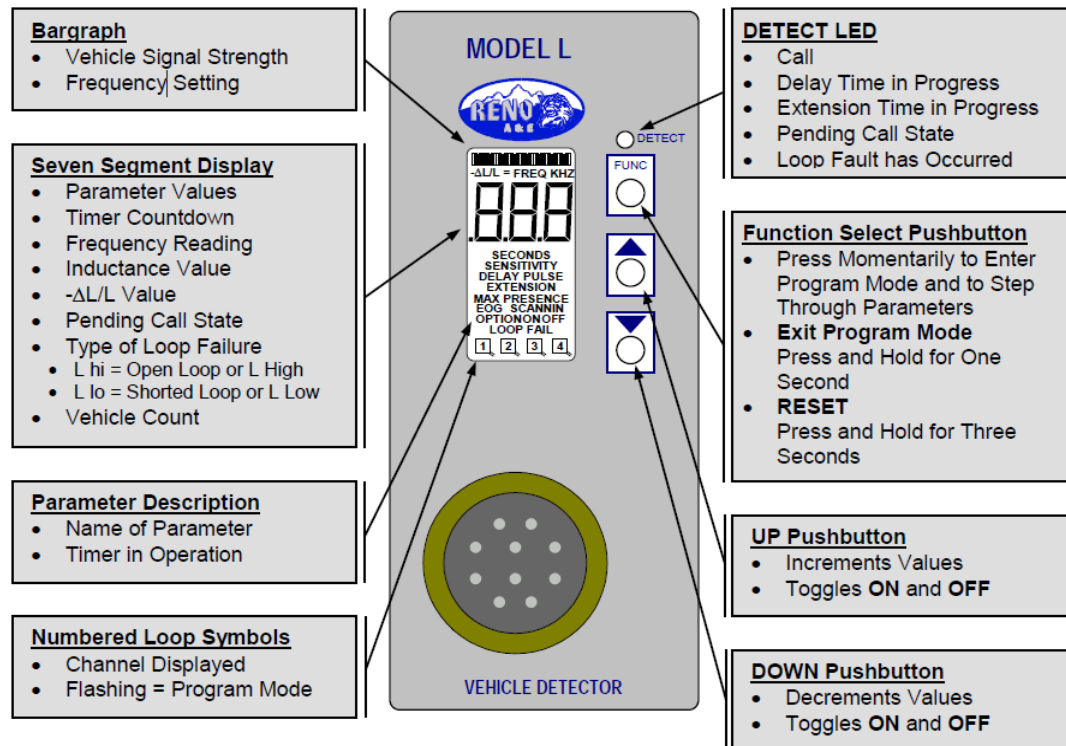 Bargraph
• Vehicle Signal Strength
• Frequency Setting
Seven Segment Display
• Parameter Values
• Timer Countdown
• Frequency Reading
• Inductance Value
• -∆L/L Value
• Pending Call State
• Type of Loop Failure
• L hi = Open Loop or L High
• L lo = Shorted Loop or L Low
• Vehicle Count
Parameter Description
• Name of Parameter
• Timer in Operation
Numbered Loop Symbols
• Channel Displayed
• Flashing = Program Mode
MODEL L
RENO
A & E
DETECT
FUNC
-∆L/L = FREQ KHZ
.8.8.8
SECONDS
SENSITIVITY
DELAY PULSE
EXTENSION
MAX PRESENCE
EOG SCANNIN
OPTIONONOFF
LOOP FAIL
1 2 3 4
VEHICLE DETECTOR
DETECT LED
• Call
• Delay Time in Progress
• Extension Time in Progress
• Pending Call State
• Loop Fault has Occurred
Function Select Pushbutton
• Press Momentarily to Enter
Program Mode and to Step
Through Parameters
• Exit Program Mode
Press and Hold for One
Second
• RESET
Press and Hold for Three
Seconds
UP Pushbutton
• Increments Values
• Toggles ON and OFF
DOWN Pushbutton
• Decrements Values
• Toggles ON and OFF